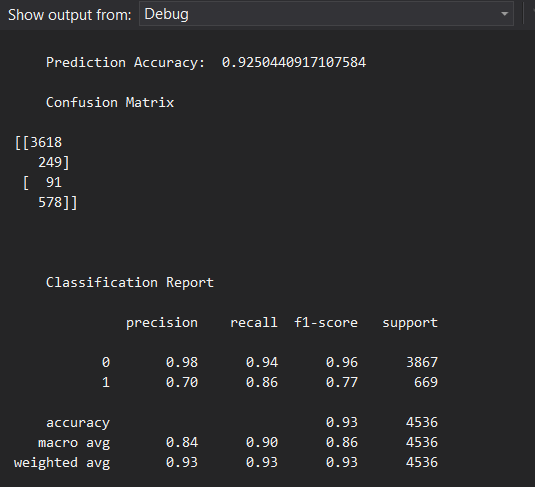 Show output from: Debug
Prediction Accuracy:  0.9250440917107584
Confusion Matrix
[[3618
249]
[  91
578]]
Classification Report
precision    recall  f1-score   support
0       0.98      0.94      0.96      3867
1       0.70      0.86      0.77       669
accuracy                           0.93      4536
macro avg       0.84      0.90      0.86      4536
weighted avg       0.93      0.93      0.93      4536